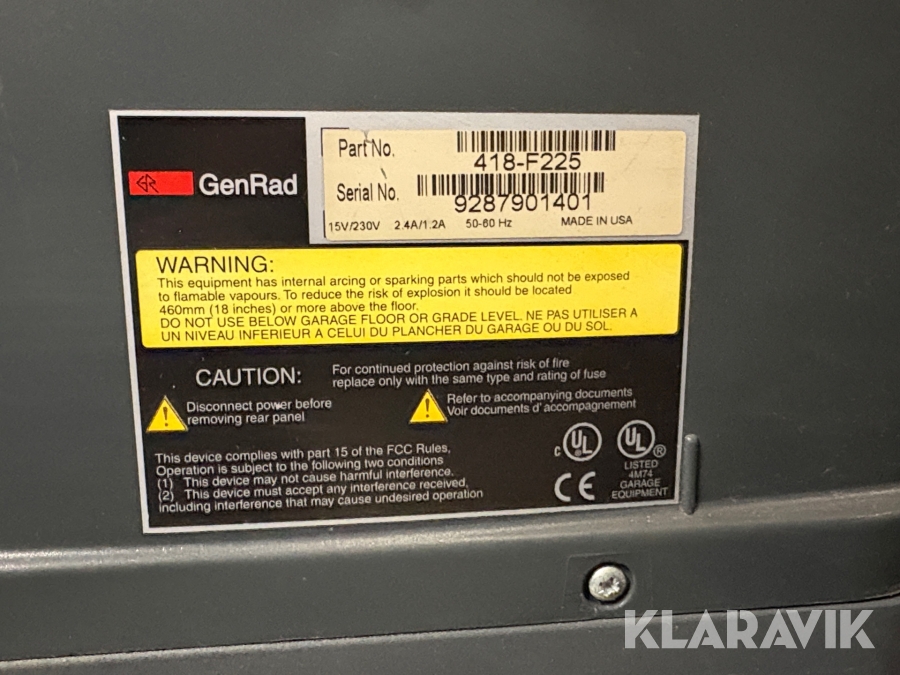 KLARAVIK
GenRad
Part No.
418-F225
Serial No.
9287901401
15V/230V 2.4A/1.2A 50-60 Hz MADE IN USA
WARNING:
This equipment has internal arcing or sparking parts which should not be exposed
to flamable vapours. To reduce the risk of explosion it should be located
460mm (18 inches) or more above the floor.
DO NOT USE BELOW GARAGE FLOOR OR GRADE LEVEL. NE PAS UTILISER A
UN NIVEAU INFERIEUR A CELUI DU PLANCHER DU GARAGE OU DU SOL.
CAUTION:
For continued protection against risk of fire
replace only with the same type and rating of fuse
Disconnect power before
removing rear panel
Refer to accompanying documents
Voir documents d' accompagnement
This device complies with part 15 of the FCC Rules,
Operation is subject to the following two conditions
(1) This device may not cause harmful interference.
(2) This device must accept any interference received,
including interference that may cause undesired operation
C UL
UL ®
LISTED
4M74
GARAGE
EQUIPMENT
CE
KLARAVIK